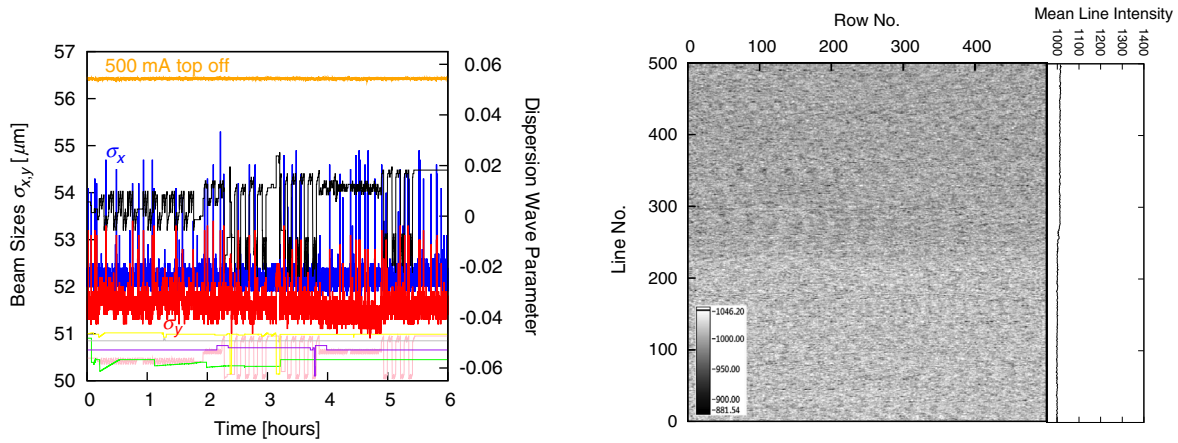 Beam Sizes σx,y [μm]
57
56
55
54
53
52
51
50
500 mA top off
σx
σy
0 1 2 3 4 5 6
Time [hours]
0.06
0.04
0.02
0
-0.02
-0.04
-0.06
Dispersion Wave Parameter
Row No.
0 100 200 300 400
Line No.
500
400
300
200
100
0
1046.20
1000.00
950.00
900.00
881.54
Mean Line Intensity
1000 1100 1200 1300 1400